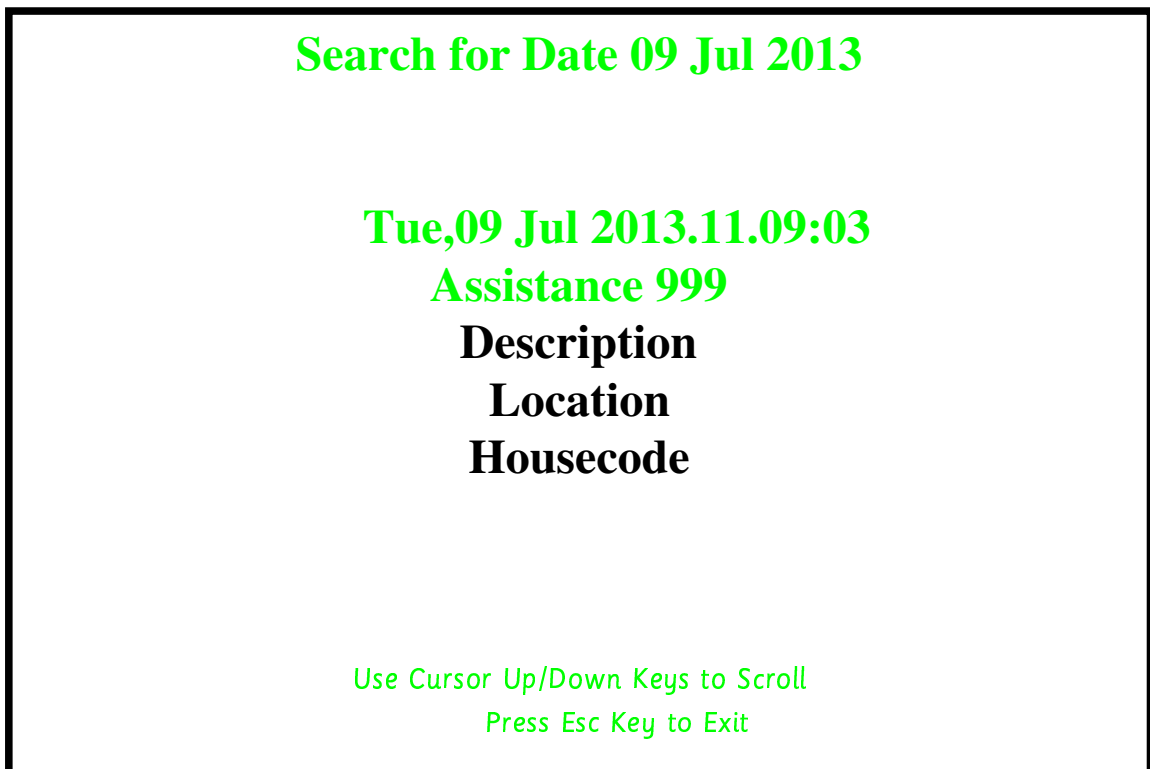 Search for Date 09 Jul 2013
Tue,09 Jul 2013.11.09:03
Assistance 999
Description
Location
Housecode
Use Cursor Up/Down Keys to Scroll
Press Esc Key to Exit